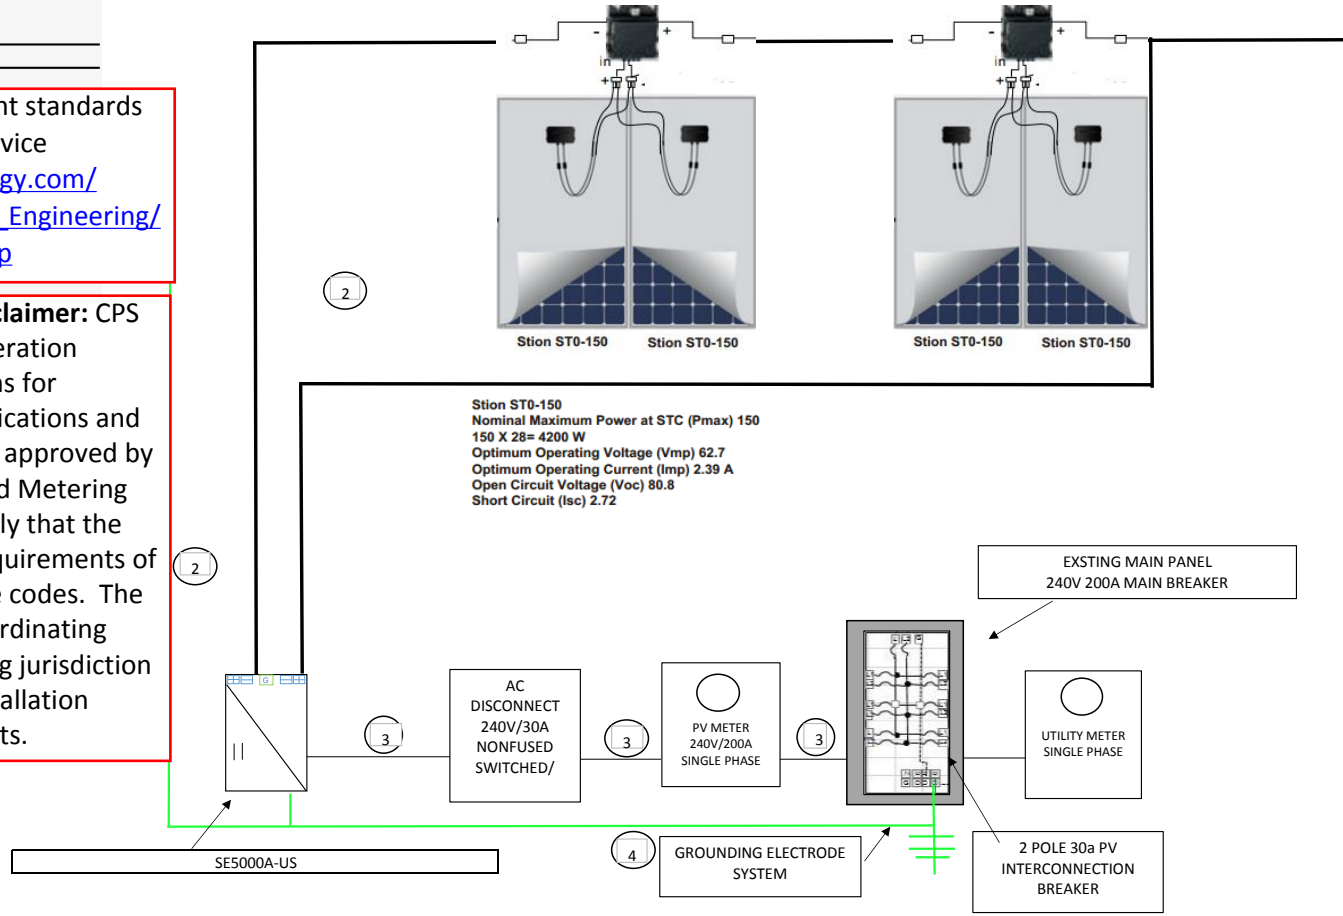 - +
in
+
- +
in
+
nt standards
vice
gy.com/
_Engineering/
p
claimer: CPS
eration
ns for
ications and
approved by
d Metering
ly that the
quirements of
e codes. The
ordinating
ng jurisdiction
allation
ts.
2
Stion ST0-150 Stion ST0-150
Stion ST0-150 Stion ST0-150
Stion ST0-150
Nominal Maximum Power at STC (Pmax) 150
150 X 28= 4200 W
Optimum Operating Voltage (Vmp) 62.7
Optimum Operating Current (Imp) 2.39 A
Open Circuit Voltage (Voc) 80.8
Short Circuit (Isc) 2.72
2
EXSTING MAIN PANEL
240V 200A MAIN BREAKER
G
3
AC
DISCONNECT
240V/30A
NONFUSED
SWITCHED/
3
PV METER
240V/200A
SINGLE PHASE
3
UTILITY METER
SINGLE PHASE
SE5000A-US
4
GROUNDING ELECTRODE
SYSTEM
2 POLE 30a PV
INTERCONNECTION
BREAKER